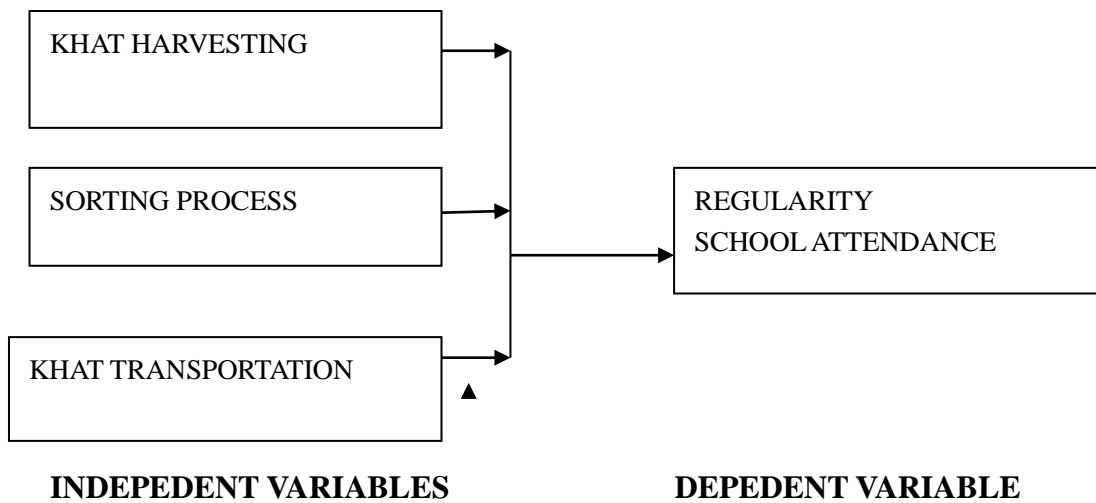 KHAT HARVESTING
SORTING PROCESS
REGULARITY
SCHOOL ATTENDANCE
KHAT TRANSPORTATION
INDEPEDENT VARIABLES
DEPEDENT VARIABLE